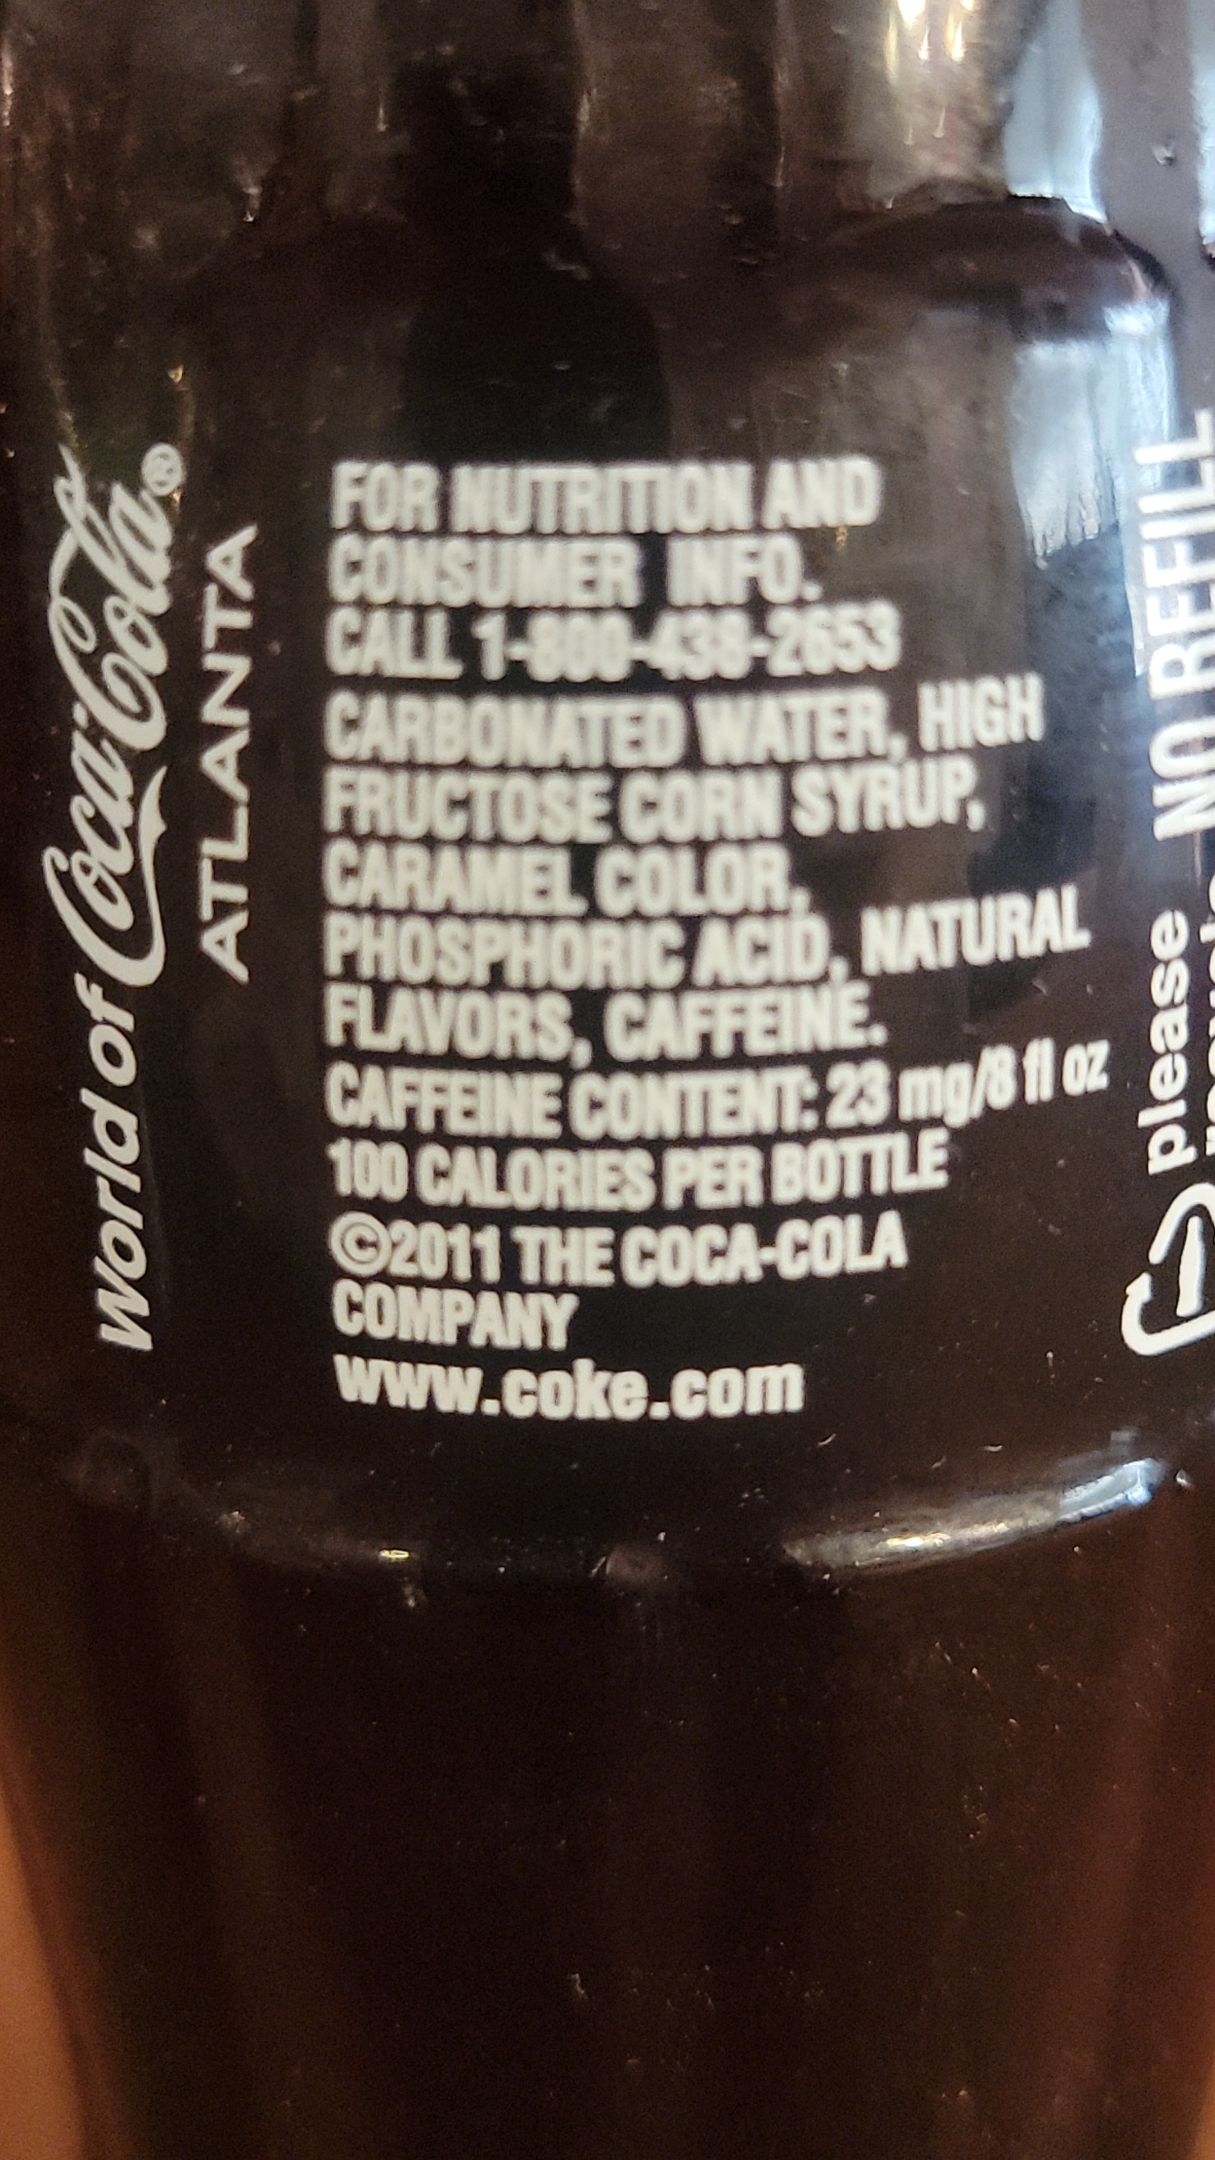 World of Coca-Cola®
ATLANTA
FOR NUTRITION AND
CONSUMER INFO.
CALL 1-800-438-2653
CARBONATED WATER, HIGH
FRUCTOSE CORN SYRUP,
CARAMEL COLOR,
PHOSPHORIC ACID, NATURAL
FLAVORS, CAFFEINE.
CAFFEINE CONTENT: 23 mg/8 fl oz
100 CALORIES PER BOTTLE
©2011 THE COCA-COLA
COMPANY
www.coke.com
NO REFILL
please